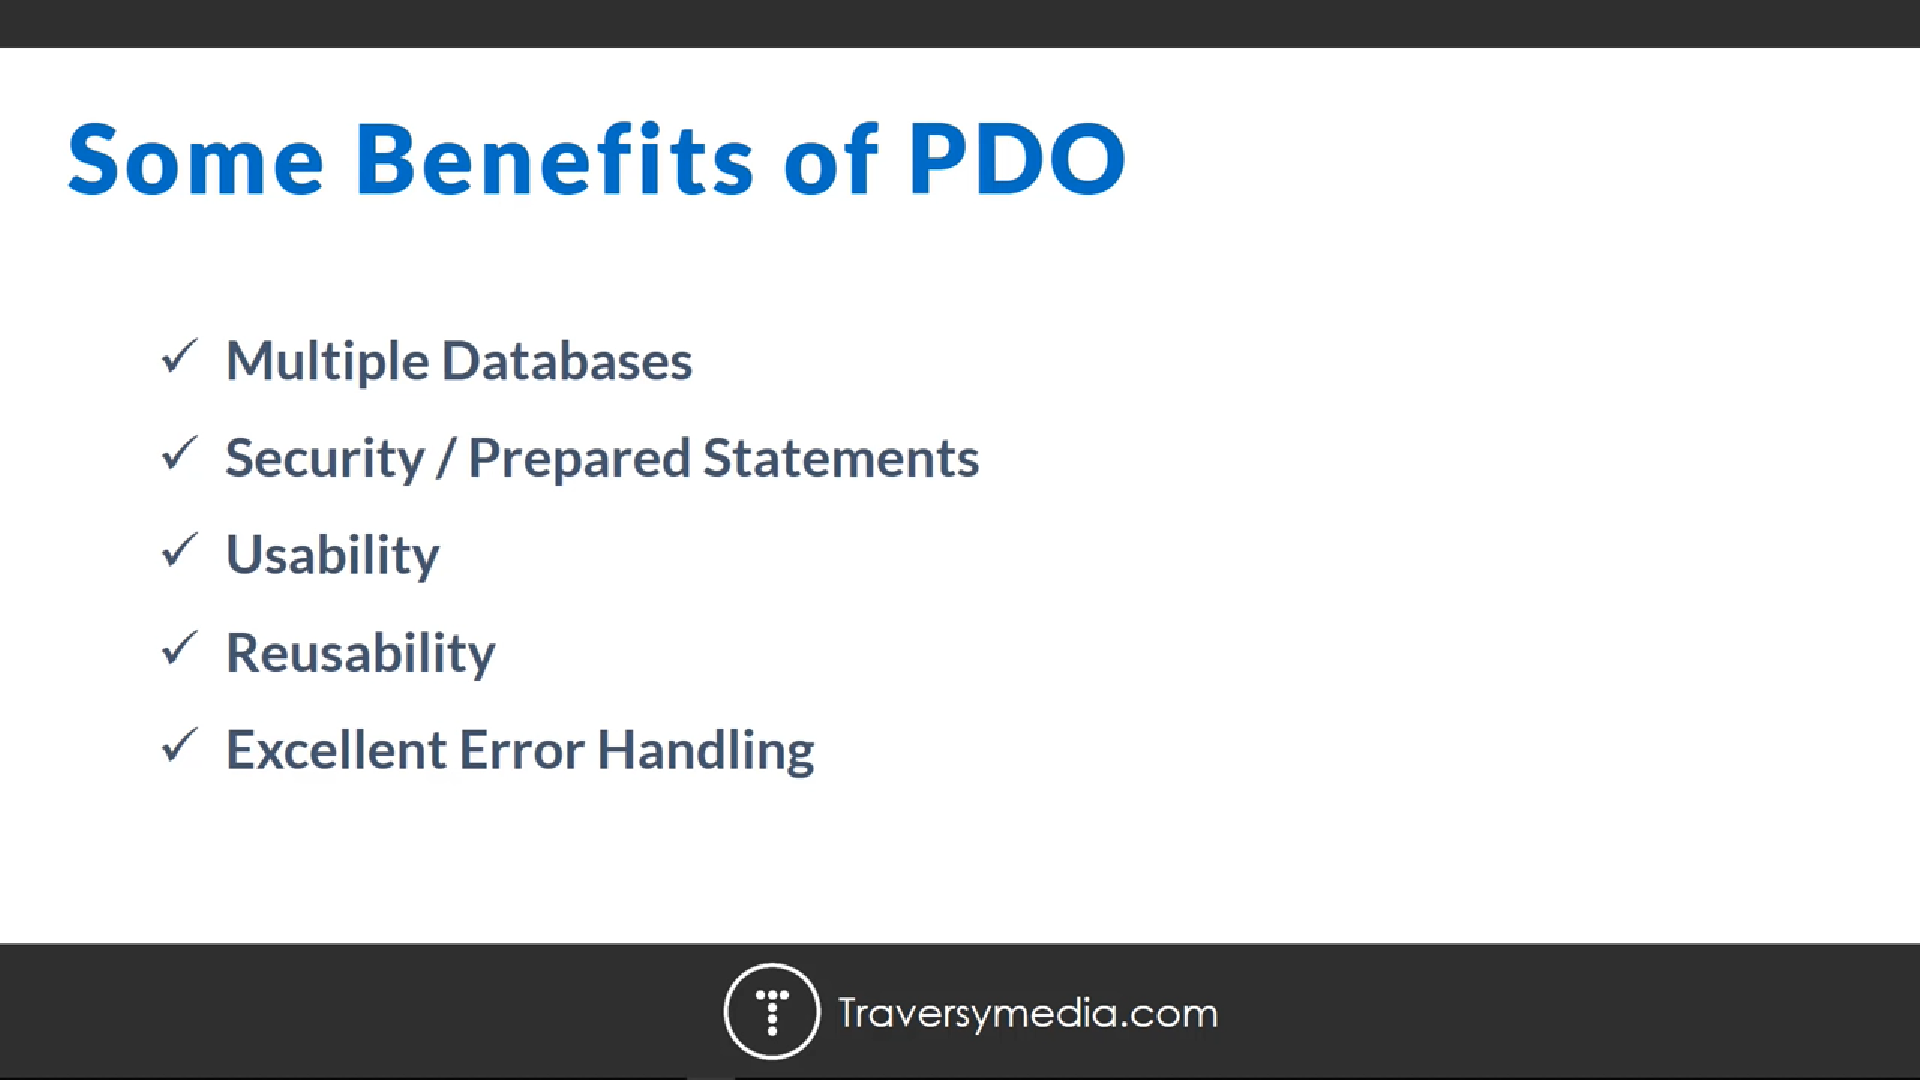 Some Benefits of PDO
Multiple Databases
Security / Prepared Statements
Usability
Reusability
Excellent Error Handling
T Traversymedia.com